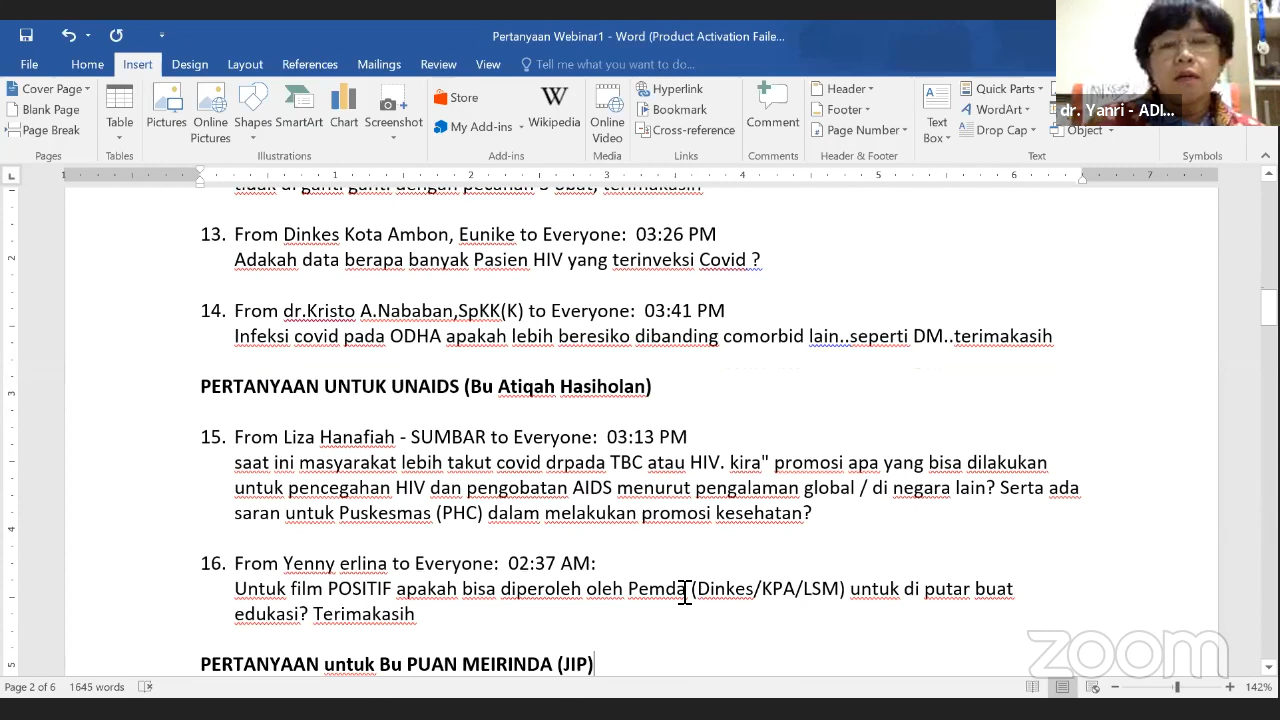 Pertanyaan Webinar1 - Word (Product Activation Faile...
File Home Insert Design Layout References Mailings Review View Tell me what you want to do...
Cover Page
Blank Page
Page Break
Pages
Table
Tables
Pictures
Online Pictures
Shapes
SmartArt
Screenshot
Illustrations
Store
My Add-ins
Wikipedia
Add-ins
Online Video
Media
Hyperlink
Bookmark
Cross-reference
Links
Comment
Comments
Header
Footer
Page Number
Header & Footer
Text Box
Quick Parts
WordArt
Drop Cap
Object
Text
Symbols
dr. Yanri - ADI...
1 1 2 3 4 5 6 7
13. From Dinkes Kota Ambon, Eunike to Everyone: 03:26 PM
Adakah data berapa banyak Pasien HIV yang terinveksi Covid ?
14. From dr.Kristo A.Nababan,SpKK(K) to Everyone: 03:41 PM
Infeksi covid pada ODHA apakah lebih beresiko dibanding comorbid lain..seperti DM..terimakasih
PERTANYAAN UNTUK UNAIDS (Bu Atiqah Hasiholan)
15. From Liza Hanafiah - SUMBAR to Everyone: 03:13 PM
saat ini masyarakat lebih takut covid drpada TBC atau HIV. kira" promosi apa yang bisa dilakukan
untuk pencegahan HIV dan pengobatan AIDS menurut pengalaman global / di negara lain? Serta ada
saran untuk Puskesmas (PHC) dalam melakukan promosi kesehatan?
16. From Yenny erlina to Everyone: 02:37 AM:
Untuk film POSITIF apakah bisa diperoleh oleh Pemda (Dinkes/KPA/LSM) untuk di putar buat
edukasi? Terimakasih
PERTANYAAN untuk Bu PUAN MEIRINDA (JIP)
zoom
Page 2 of 6 1645 words 142%